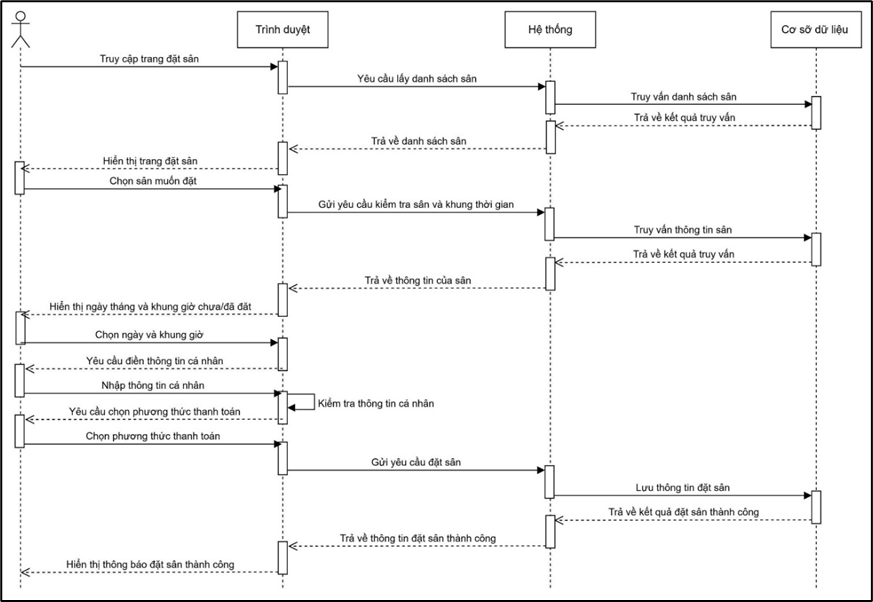 Trình duyệt
Hệ thống
Cơ sỡ dữ liệu
Truy cập trang đặt sân
Yêu cầu lấy danh sách sân
Truy vấn danh sách sân
Trả về kết quả truy vấn
Trả về danh sách sân
Hiển thị trang đặt sân
Chọn sân muốn đặt
Gửi yêu cầu kiểm tra sân và khung thời gian
Truy vấn thông tin sân
Trả về kết quả truy vấn
Trả về thông tin của sân
Hiển thị ngày tháng và khung giờ chưa/đã đăt
Chọn ngày và khung giờ
Yêu cầu điền thông tin cá nhân
Nhập thông tin cá nhân
Kiểm tra thông tin cá nhân
Yêu cầu chọn phương thức thanh toán
Chọn phương thức thanh toán
Gửi yêu cầu đặt sân
Lưu thông tin đặt sân
Trả về kết quả đặt sân thành công
Trả về thông tin đặt sân thành công
Hiển thị thông báo đặt sân thành công